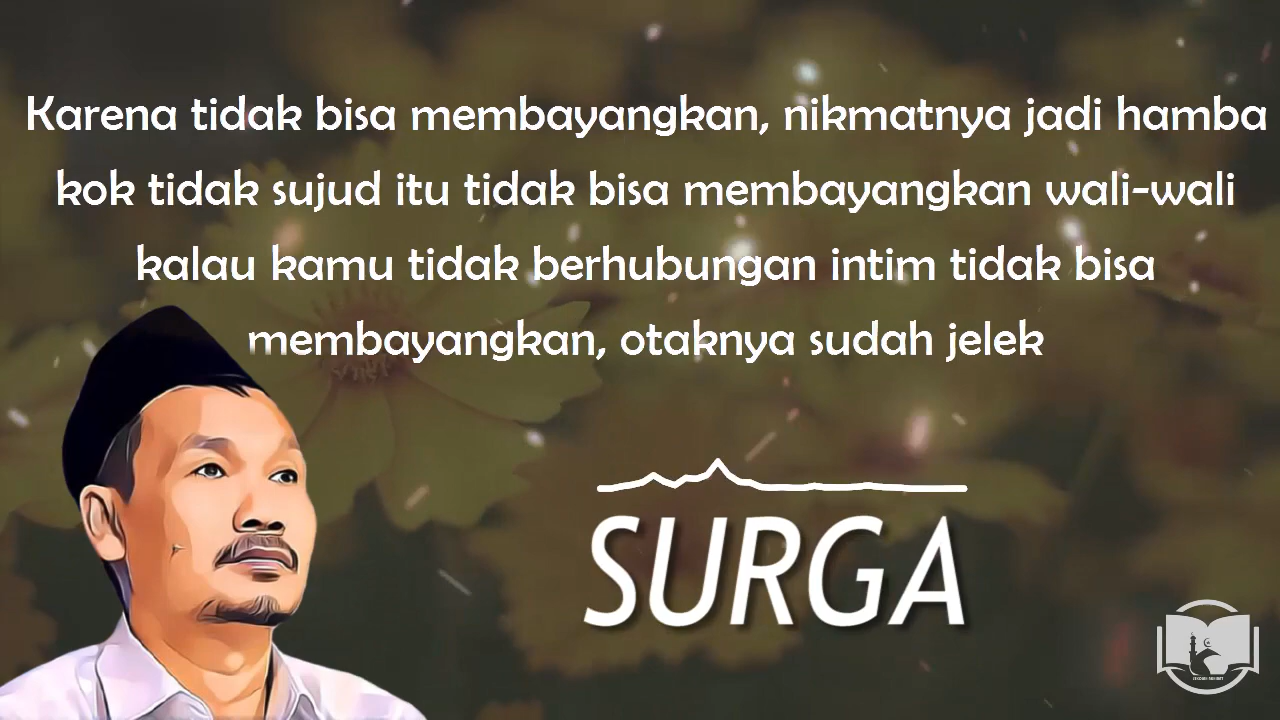 Karena tidak bisa membayangkan, nikmatnya jadi hamba
kok tidak sujud itu tidak bisa membayangkan wali-wali
kalau kamu tidak berhubungan intim tidak bisa
membayangkan, otaknya sudah jelek
SURGA